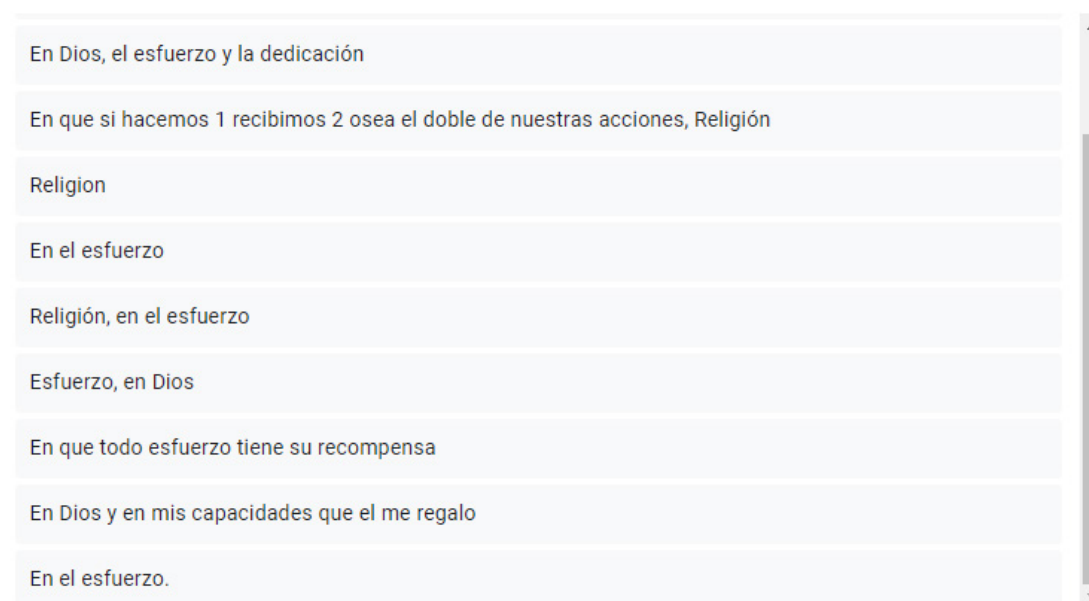 En Dios, el esfuerzo y la dedicación
En que si hacemos 1 recibimos 2 osea el doble de nuestras acciones, Religión
Religion
En el esfuerzo
Religión, en el esfuerzo
Esfuerzo, en Dios
En que todo esfuerzo tiene su recompensa
En Dios y en mis capacidades que el me regalo
En el esfuerzo.